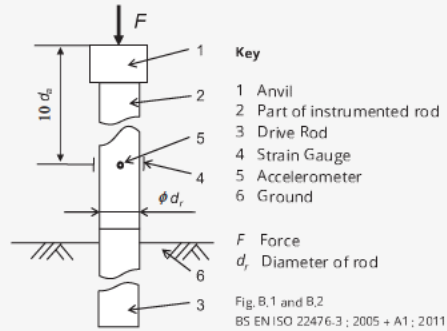 F
Key
10 dₐ
1
2
5
4
ϕ dᵣ
6
3
1 Anvil
2 Part of instrumented rod
3 Drive Rod
4 Strain Gauge
5 Accelerometer
6 Ground
F Force
dᵣ Diameter of rod
Fig. B,1 and B,2
BS EN ISO 22476-3 ; 2005 + A1 ; 2011